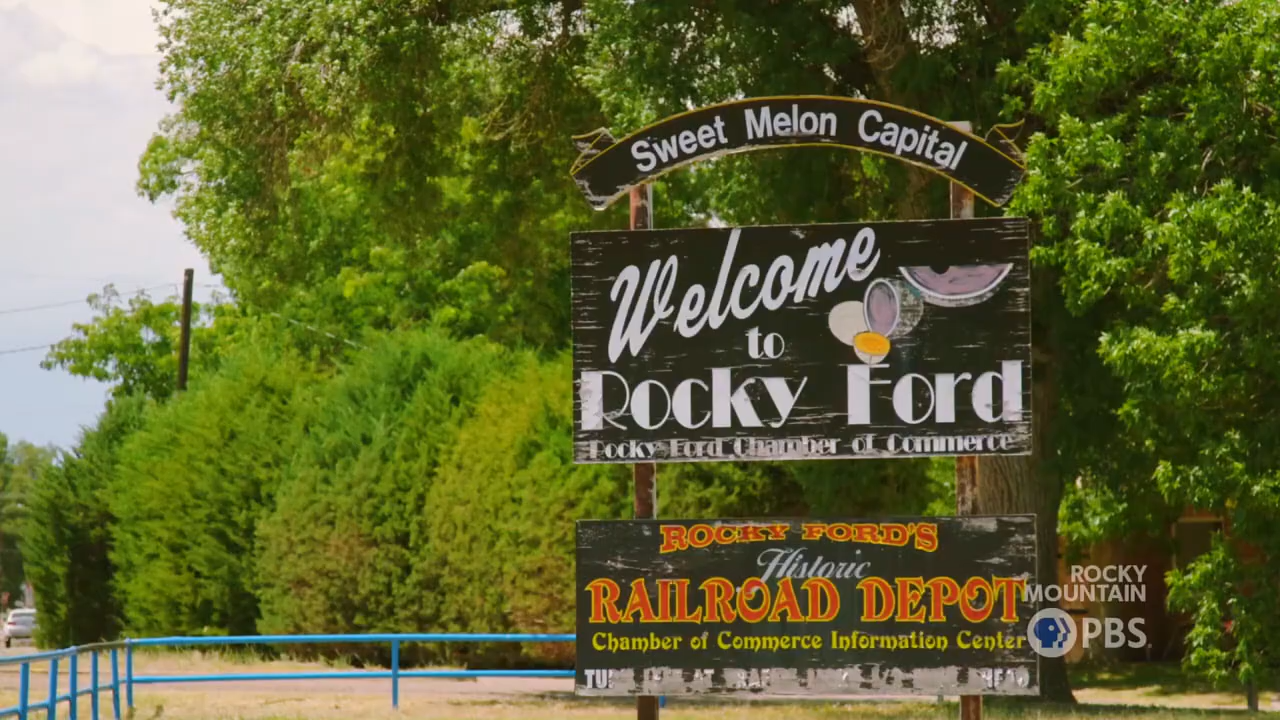 Sweet Melon Capital
Welcome
to
Rocky Ford
Rocky Ford Chamber of Commerce
ROCKY FORD'S
Historic
RAILROAD DEPOT
Chamber of Commerce Information Center
ROCKY
MOUNTAIN
PBS